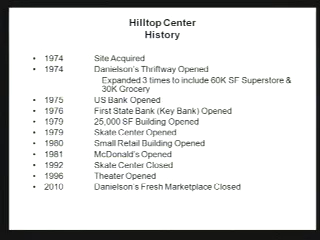 Hilltop Center
History
• 1974 Site Acquired
• 1974 Danielson's Thriftway Opened
Expanded 3 times to include 60K SF Superstore &
30K Grocery
• 1975 US Bank Opened
• 1976 First State Bank (Key Bank) Opened
• 1979 25,000 SF Building Opened
• 1979 Skate Center Opened
• 1980 Small Retail Building Opened
• 1981 McDonald's Opened
• 1992 Skate Center Closed
• 1996 Theater Opened
• 2010 Danielson's Fresh Marketplace Closed